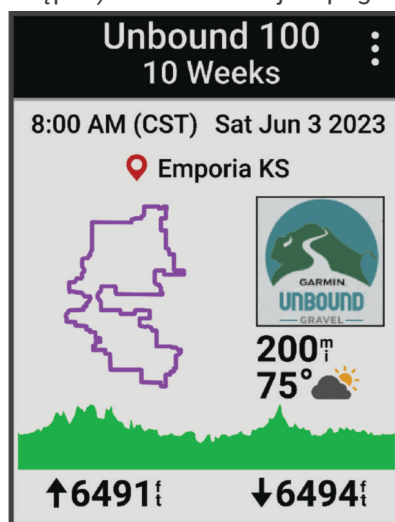 Unbound 100
10 Weeks
8:00 AM (CST) Sat Jun 3 2023
Emporia KS
GARMIN
UNBOUND
GRAVEL
200mi
75°
6491ft
6494ft